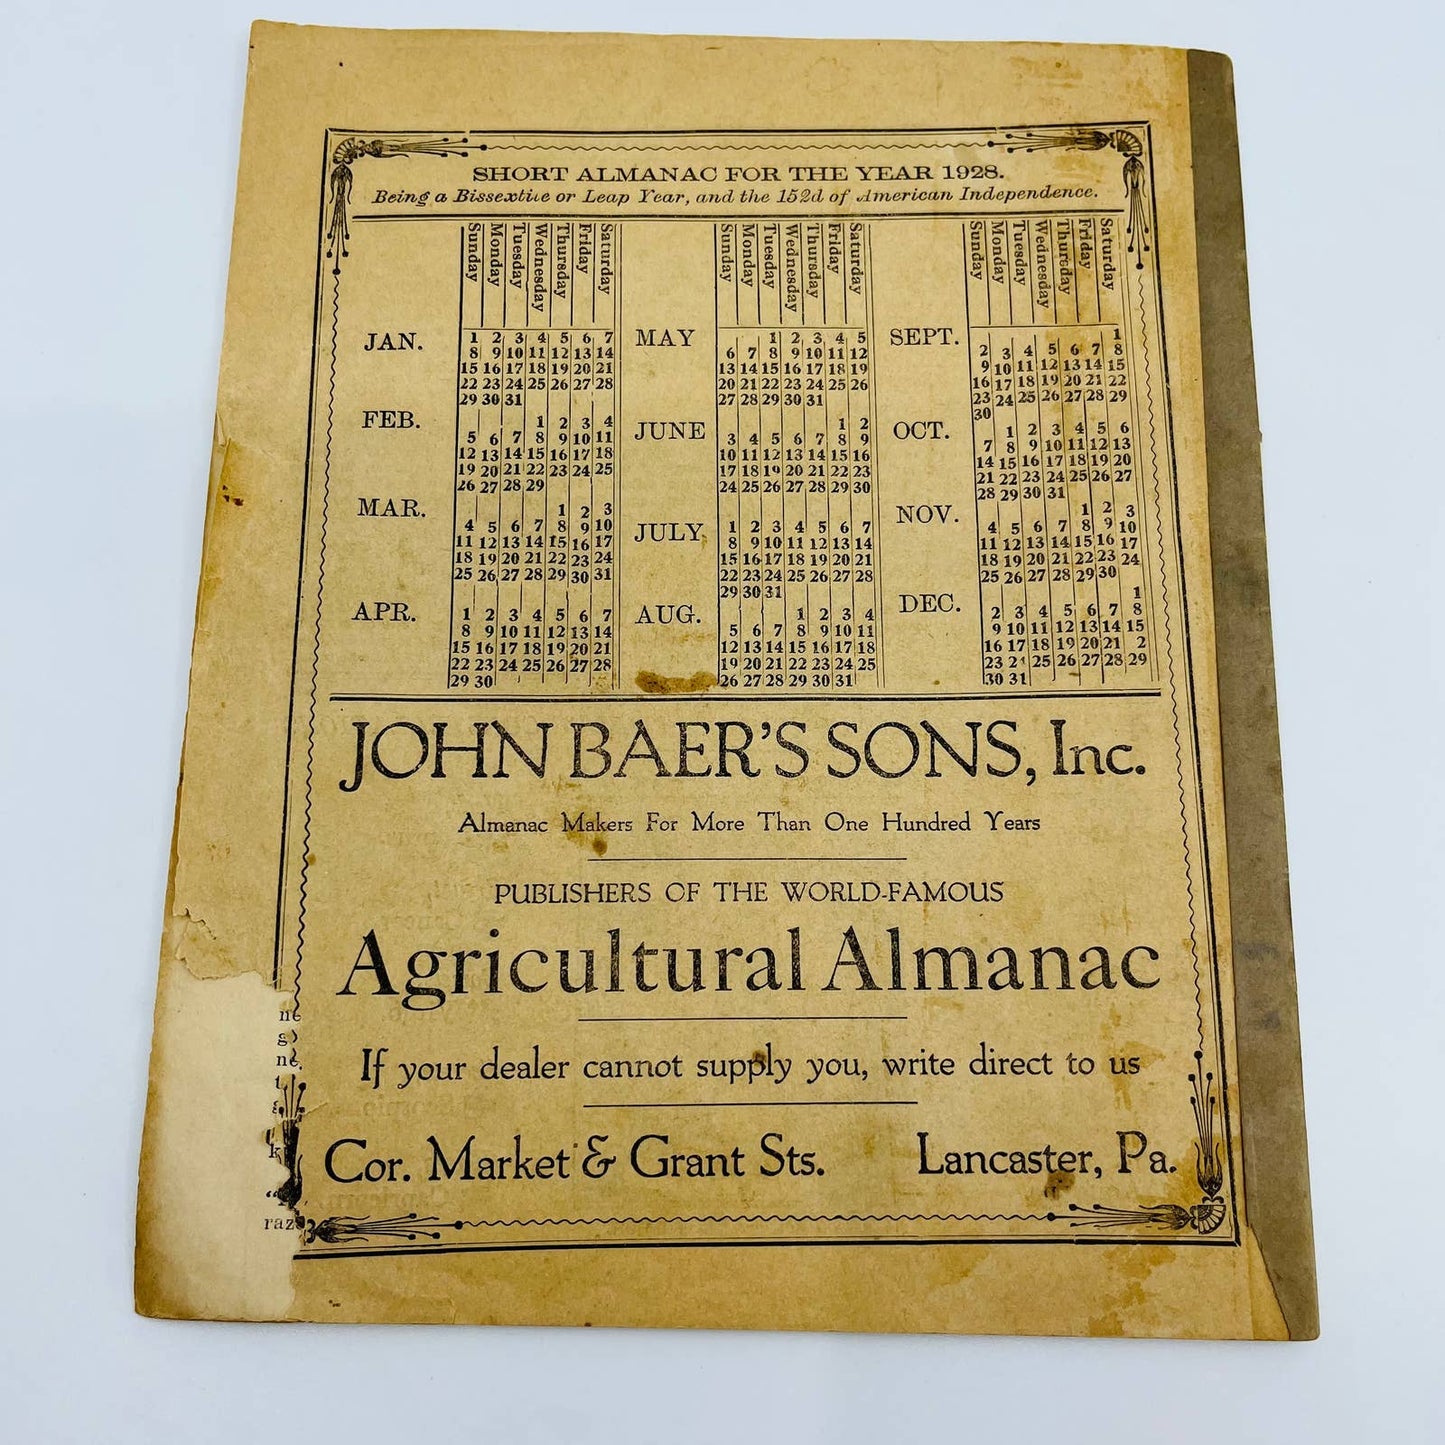 SHORT ALMANAC FOR THE YEAR 1928.
Being a Bissextile or Leap Year, and the 152d of American Independence.
Sunday Monday Tuesday Wednesday Thursday Friday Saturday
JAN.
1 2 3 4 5 6 7
8 9 10 11 12 13 14
15 16 17 18 19 20 21
22 23 24 25 26 27 28
29 30 31
FEB.
1 2 3 4
5 6 7 8 9 10 11
12 13 14 15 16 17 18
19 20 21 22 23 24 25
26 27 28 29
MAR.
1 2 3
4 5 6 7 8 9 10
11 12 13 14 15 16 17
18 19 20 21 22 23 24
25 26 27 28 29 30 31
APR.
1 2 3 4 5 6 7
8 9 10 11 12 13 14
15 16 17 18 19 20 21
22 23 24 25 26 27 28
29 30
Sunday Monday Tuesday Wednesday Thursday Friday Saturday
MAY
1 2 3 4 5
6 7 8 9 10 11 12
13 14 15 16 17 18 19
20 21 22 23 24 25 26
27 28 29 30 31
JUNE
1 2
3 4 5 6 7 8 9
10 11 12 13 14 15 16
17 18 19 20 21 22 23
24 25 26 27 28 29 30
JULY
1 2 3 4 5 6 7
8 9 10 11 12 13 14
15 16 17 18 19 20 21
22 23 24 25 26 27 28
29 30 31
AUG.
1 2 3 4
5 6 7 8 9 10 11
12 13 14 15 16 17 18
19 20 21 22 23 24 25
26 27 28 29 30 31
Sunday Monday Tuesday Wednesday Thursday Friday Saturday
SEPT.
1
2 3 4 5 6 7 8
9 10 11 12 13 14 15
16 17 18 19 20 21 22
23 24 25 26 27 28 29
30
OCT.
1 2 3 4 5 6
7 8 9 10 11 12 13
14 15 16 17 18 19 20
21 22 23 24 25 26 27
28 29 30 31
NOV.
1 2 3
4 5 6 7 8 9 10
11 12 13 14 15 16 17
18 19 20 21 22 23 24
25 26 27 28 29 30
DEC.
1
2 3 4 5 6 7 8
9 10 11 12 13 14 15
16 17 18 19 20 21 2
23 2 25 26 27 28 29
30 31
JOHN BAER'S SONS, Inc.
Almanac Makers For More Than One Hundred Years
PUBLISHERS OF THE WORLD-FAMOUS
Agricultural Almanac
If your dealer cannot supply you, write direct to us
Cor. Market & Grant Sts. Lancaster, Pa.